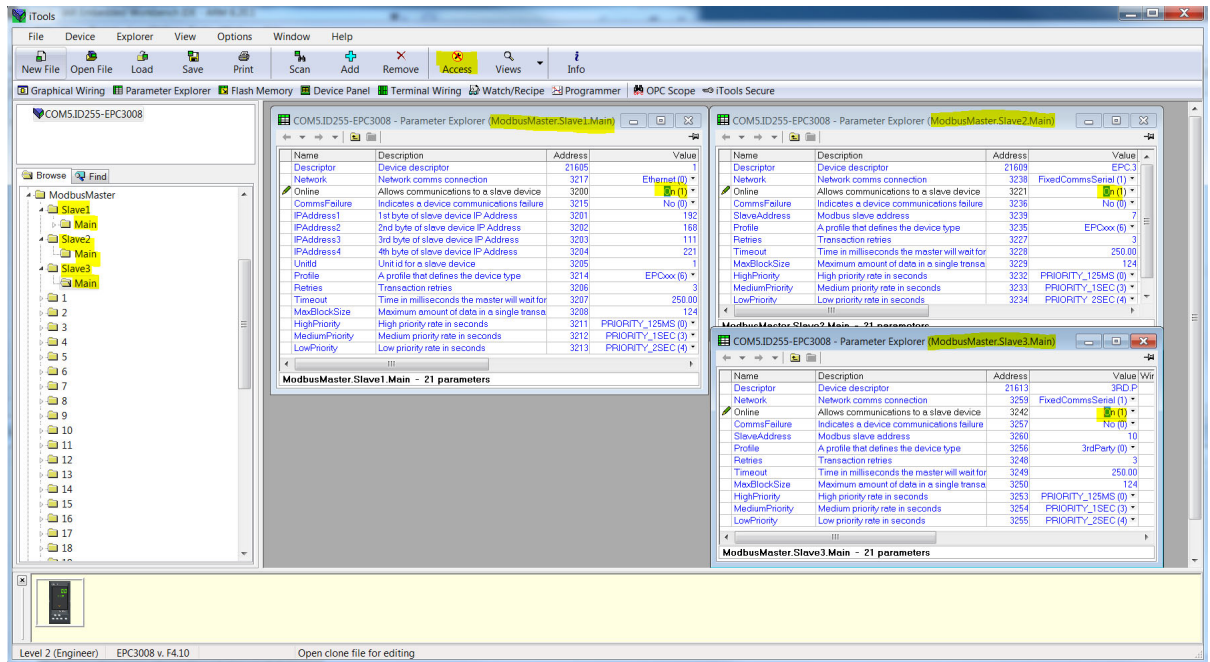 iTools
File Device Explorer View Options Window Help
New File Open File Load Save Print Scan Add Remove Access Views Info
Graphical Wiring Parameter Explorer Flash Memory Device Panel Terminal Wiring Watch/Recipe Programmer OPC Scope iTools Secure
COM5.ID255-EPC3008
Browse Find
ModbusMaster
Slave1
Main
Slave2
Main
Slave3
Main
1
2
3
4
5
6
7
8
9
10
11
12
13
14
15
16
17
18
COM5.ID255-EPC3008 - Parameter Explorer (ModbusMaster.Slave1.Main)
Name Description Address Value
Descriptor Device descriptor 21605 1
Network Network comms connection 3217 Ethernet (0)
Online Allows communications to a slave device 3200 On (1)
CommsFailure Indicates a device communications failure 3215 No (0)
IPAddress1 1st byte of slave device IP Address 3201 192
IPAddress2 2nd byte of slave device IP Address 3202 168
IPAddress3 3rd byte of slave device IP Address 3203 111
IPAddress4 4th byte of slave device IP Address 3204 221
UnitId Unit id for a slave device 3205 1
Profile A profile that defines the device type 3214 EPCxxx (6)
Retries Transaction retries 3206 3
Timeout Time in milliseconds the master will wait for 3207 250.00
MaxBlockSize Maximum amount of data in a single transa 3208 124
HighPriority High priority rate in seconds 3211 PRIORITY_125MS (0)
MediumPriority Medium priority rate in seconds 3212 PRIORITY_1SEC (3)
LowPriority Low priority rate in seconds 3213 PRIORITY_2SEC (4)
ModbusMaster.Slave1.Main - 21 parameters
COM5.ID255-EPC3008 - Parameter Explorer (ModbusMaster.Slave2.Main)
Name Description Address Value
Descriptor Device descriptor 21609 EPC3
Network Network comms connection 3238 FixedCommsSerial (1)
Online Allows communications to a slave device 3221 On (1)
CommsFailure Indicates a device communications failure 3236 No (0)
SlaveAddress Modbus slave address 3239 7
Profile A profile that defines the device type 3235 EPCxxx (6)
Retries Transaction retries 3227 3
Timeout Time in milliseconds the master will wait for 3228 250.00
MaxBlockSize Maximum amount of data in a single transa 3229 124
HighPriority High priority rate in seconds 3232 PRIORITY_125MS (0)
MediumPriority Medium priority rate in seconds 3233 PRIORITY_1SEC (3)
LowPriority Low priority rate in seconds 3234 PRIORITY_2SEC (4)
ModbusMaster.Slave2.Main - 21 parameters
COM5.ID255-EPC3008 - Parameter Explorer (ModbusMaster.Slave3.Main)
Name Description Address Value Wir
Descriptor Device descriptor 21613 3RD.P
Network Network comms connection 3259 FixedCommsSerial (1)
Online Allows communications to a slave device 3242 On (1)
CommsFailure Indicates a device communications failure 3257 No (0)
SlaveAddress Modbus slave address 3260 10
Profile A profile that defines the device type 3256 3rdParty (0)
Retries Transaction retries 3248 3
Timeout Time in milliseconds the master will wait for 3249 250.00
MaxBlockSize Maximum amount of data in a single transa 3250 124
HighPriority High priority rate in seconds 3253 PRIORITY_125MS (0)
MediumPriority Medium priority rate in seconds 3254 PRIORITY_1SEC (3)
LowPriority Low priority rate in seconds 3255 PRIORITY_2SEC (4)
ModbusMaster.Slave3.Main - 21 parameters
Level 2 (Engineer) EPC3008 v. F4.10 Open clone file for editing